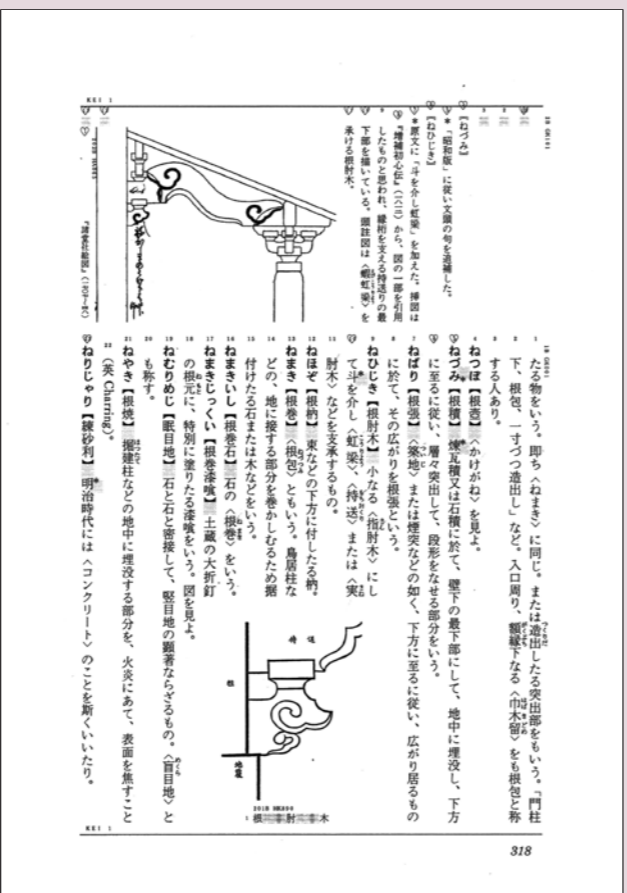 KEI 1
[ねづみ]
*「昭和版」に従い文頭の句を追補した。
[ねひじき]
*原文に「斗を介し虹梁」を加えた。挿図は
『増補初心伝』(一八一二)から、図の一部を引用
したものと思われ、縁桁を支える持送りの最
下部を描いている。頭註図は〈蝦虹梁〉を
承ける根肘木。
たる物をいう。即ち〈ねまき〉に同じ。または造出したる突出部をもいう。「門柱
下、根包、一寸づつ造出し」など。入口周り、額縁下なる〈巾木留〉をも根包と称
する人あり。
ねつぼ【根壺】〈かけがね〉を見よ。
ねづみ【根積】煉瓦積又は石積に於て、壁下の最下部にして、地中に埋没し、下方
に至るに従い、層々突出して、段形をなせる部分をいう。
ねばり【根張】〈築地〉または煙突などの如く、下方に至るに従い、広がり居るもの
に於て、その広がりを根張という。
ねひじき【根肘木】小なる〈指肘木〉にし
て斗を介し〈虹梁〉、〈持送〉または〈実
肘木〉などを支承するもの。
ねほぞ【根枘】束などの下方に付したる枘。
ねまき【根巻】〈根包〉ともいう。鳥居柱な
どの、地に接する部分を巻かしむるため据
付けたる石または木などをいう。
ねまきいし【根巻石】石の〈根巻〉をいう。
ねまきじっくい【根巻漆喰】土蔵の大折釘
の根元に、特別に塗りたる漆喰をいう。図を見よ。
ねむりめじ【眠目地】石と石と密接して、竪目地の顕著ならざるもの。〈盲目地〉と
も称す。
ねやき【根焼】掘建柱などの地中に埋没する部分を、火炎にあて、表面を焦すこと
(英 Charring)。
ねりじゃり【練砂利】明治時代には〈コンクリート〉のことを斯くいいたり。
持送
柱
地覆
根肘木
KEI 1
318